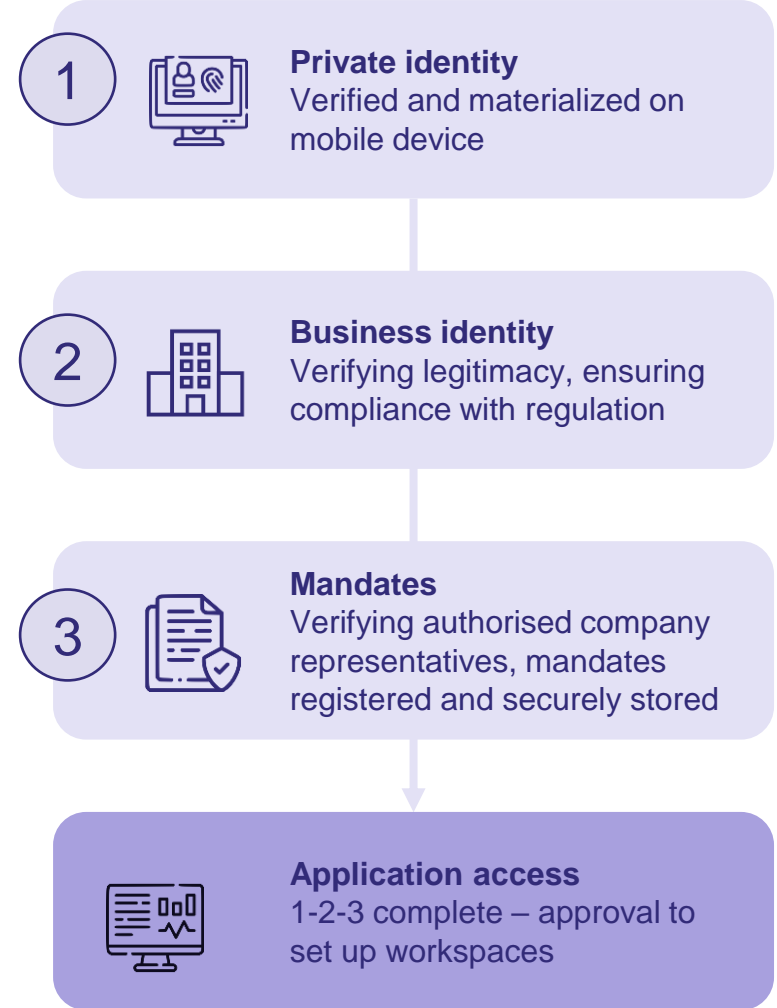 1
Private identity
Verified and materialized on
mobile device
2
Business identity
Verifying legitimacy, ensuring
compliance with regulation
3
Mandates
Verifying authorised company
representatives, mandates
registered and securely stored
Application access
1-2-3 complete – approval to
set up workspaces